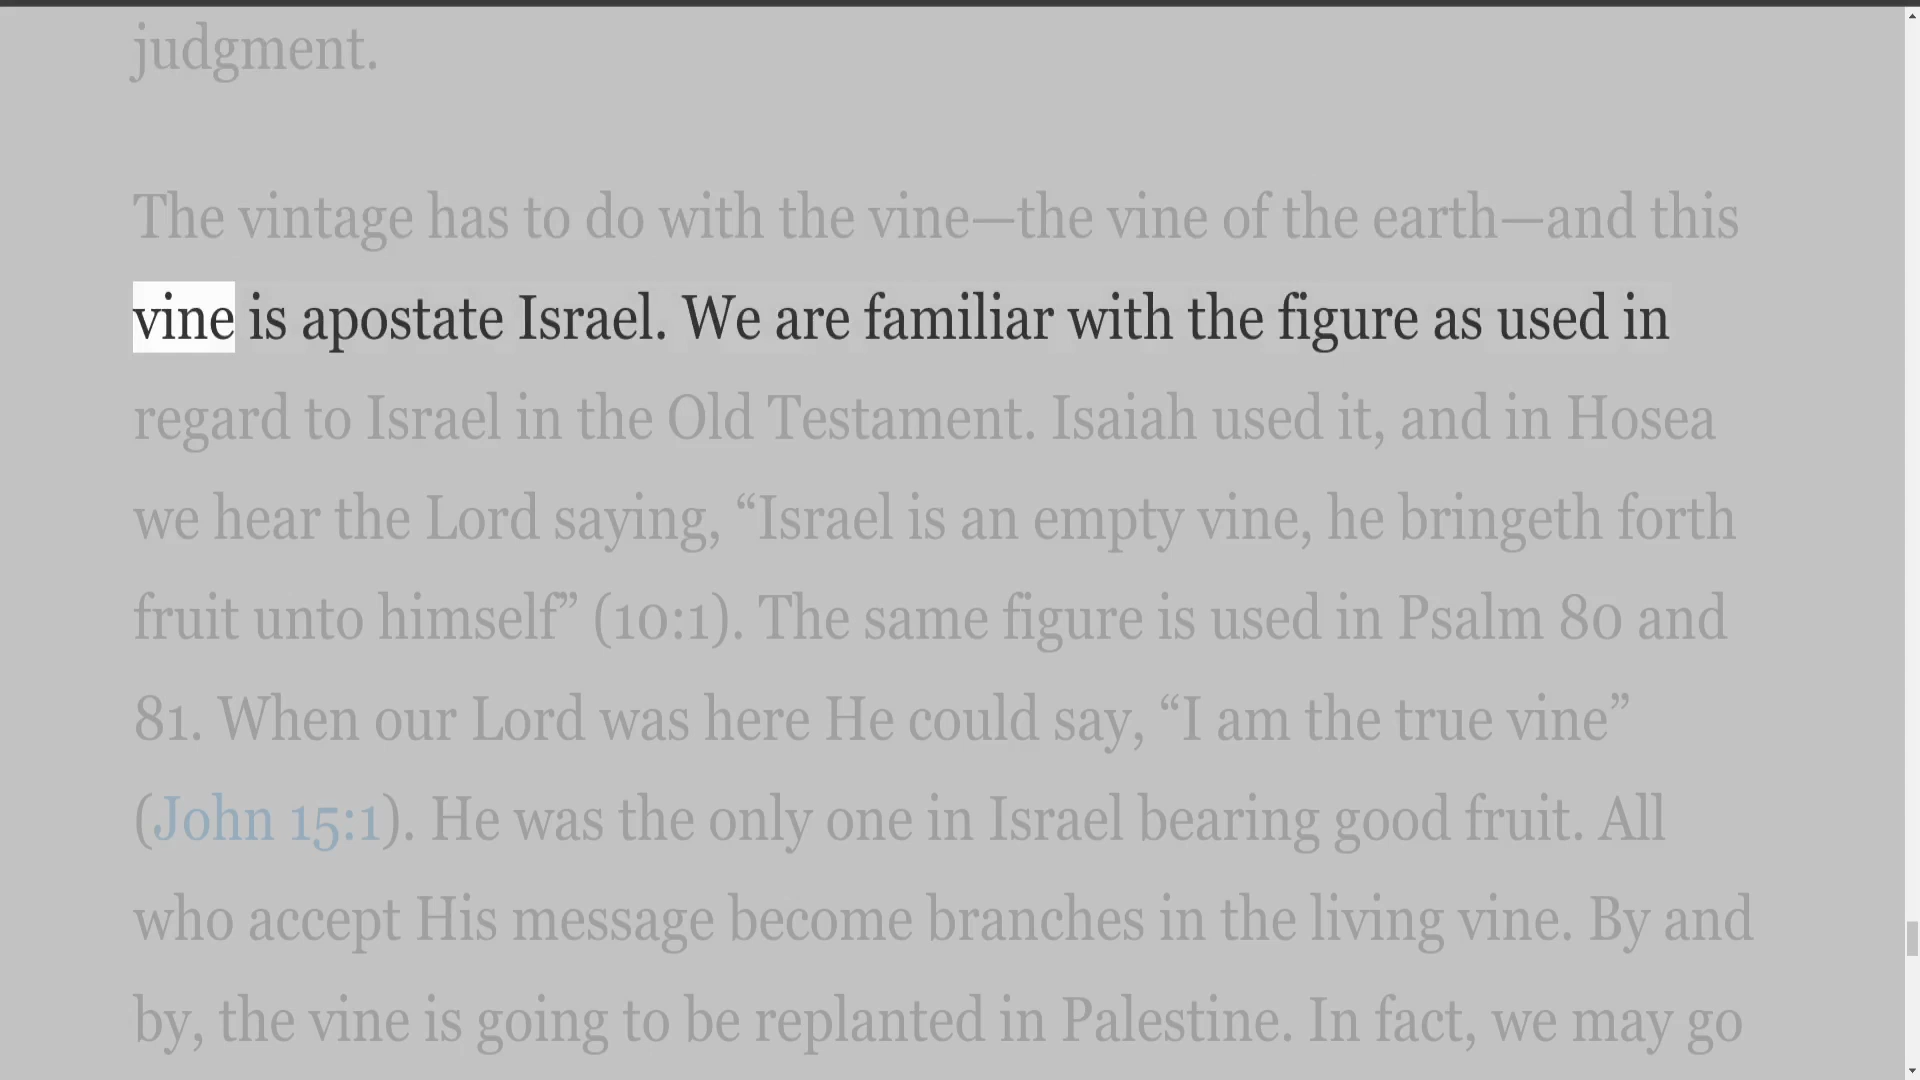 judgment.
The vintage has to do with the vine—the vine of the earth—and this
vine is apostate Israel. We are familiar with the figure as used in
regard to Israel in the Old Testament. Isaiah used it, and in Hosea
we hear the Lord saying, “Israel is an empty vine, he bringeth forth
fruit unto himself” (10:1). The same figure is used in Psalm 80 and
81. When our Lord was here He could say, “I am the true vine”
(John 15:1). He was the only one in Israel bearing good fruit. All
who accept His message become branches in the living vine. By and
by, the vine is going to be replanted in Palestine. In fact, we may go